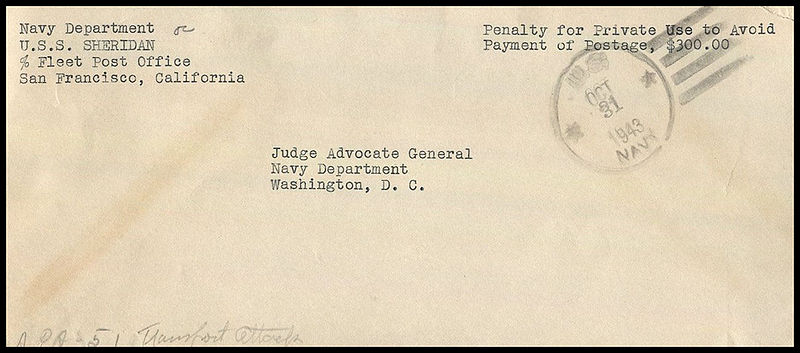 Navy Department
U.S.S. SHERIDAN
% Fleet Post Office
San Francisco, California
Penalty for Private Use to Avoid
Payment of Postage, $300.00
OCT
31
1943
NAVY
Judge Advocate General
Navy Department
Washington, D. C.
APA-51 Transport Attack